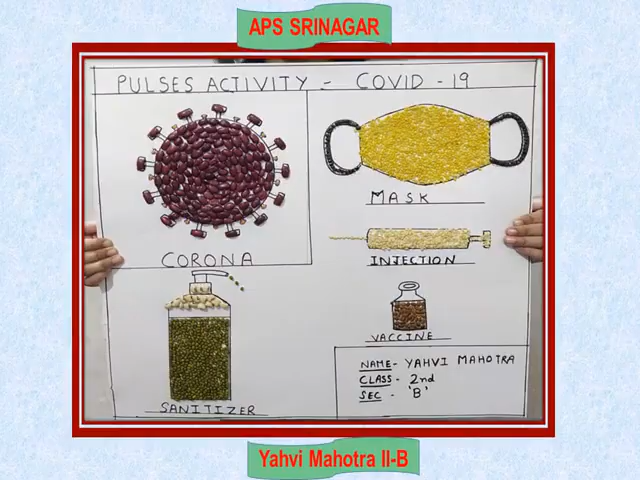 APS SRINAGAR
PULSES ACTIVITY - COVID - 19
CORONA
MASK
INJECTION
VACCINE
SANITIZER
NAME- YAHVI MAHOTRA
CLASS - 2nd
SEC - 'B'
Yahvi Mahotra II-B